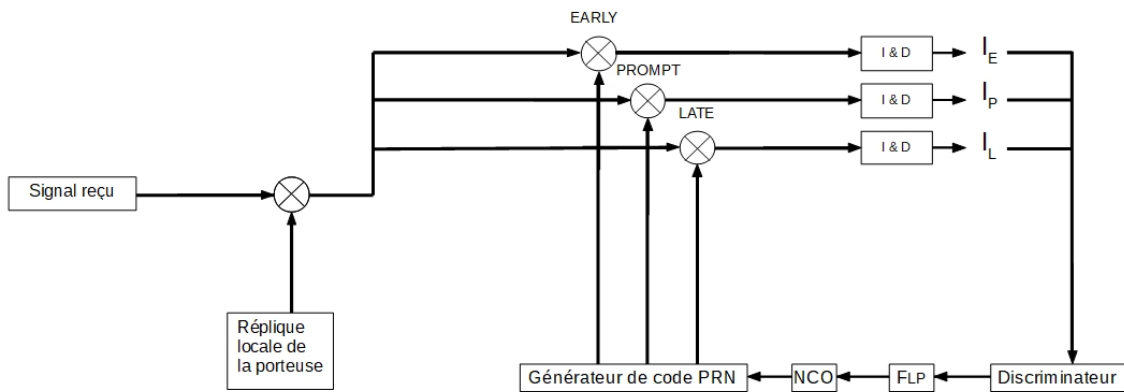 EARLY
I & D
I_E
PROMPT
I & D
I_P
LATE
I & D
I_L
Signal reçu
Réplique
locale de
la porteuse
Générateur de code PRN
NCO
FLP
Discriminateur